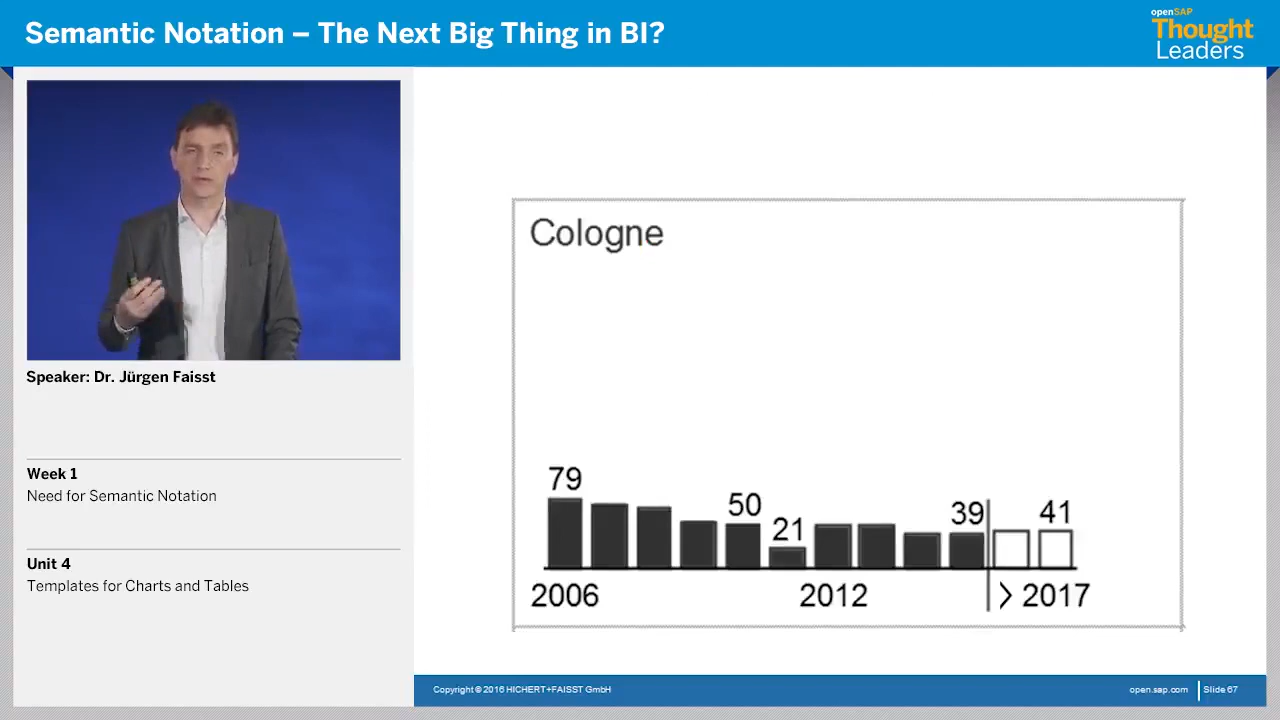 Semantic Notation – The Next Big Thing in BI?
openSAP
Thought
Leaders
Speaker: Dr. Jürgen Faisst
Week 1
Need for Semantic Notation
Unit 4
Templates for Charts and Tables
Cologne
79
50
21
39
41
2006
2012
2017
Copyright © 2016 HICHERT+FAISST GmbH
open.sap.com
Slide 67